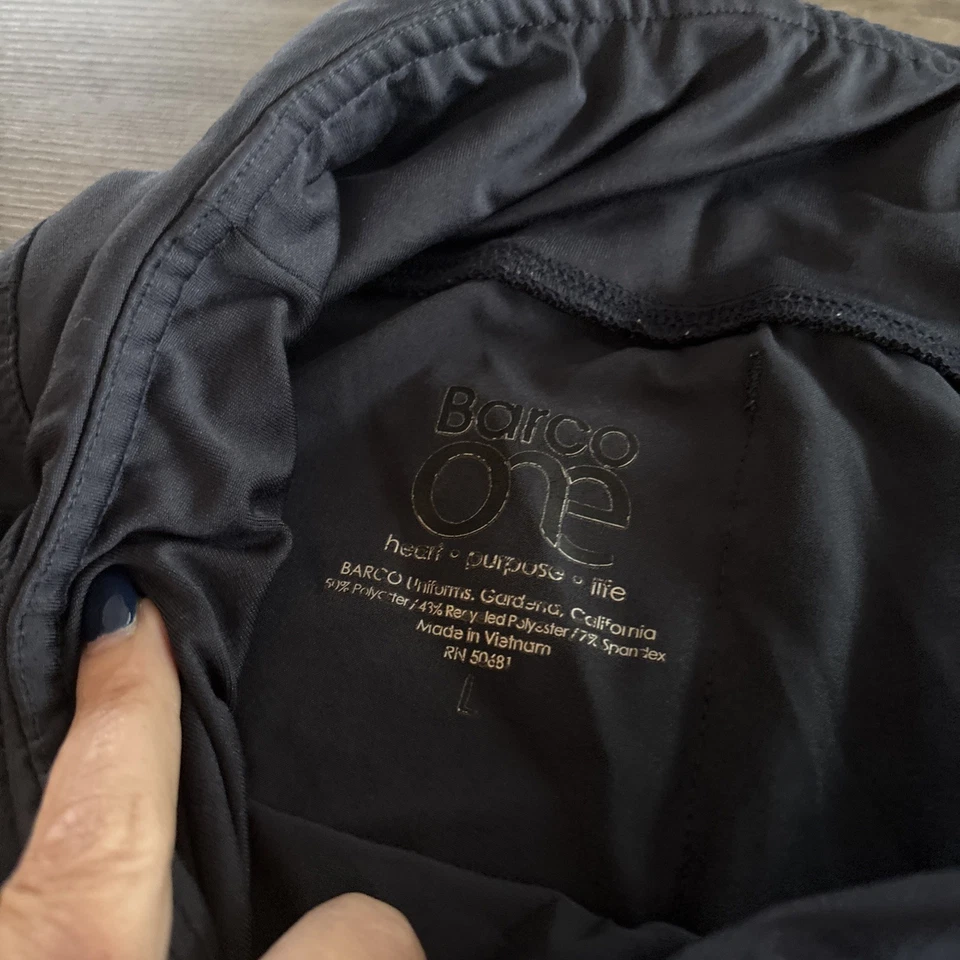 Barco
One
heart • purpose • life
BARCO Uniforms, Gardena, California
50% Polyester / 43% Recycled Polyester / 7% Spandex
Made in Vietnam
RN 50681
L